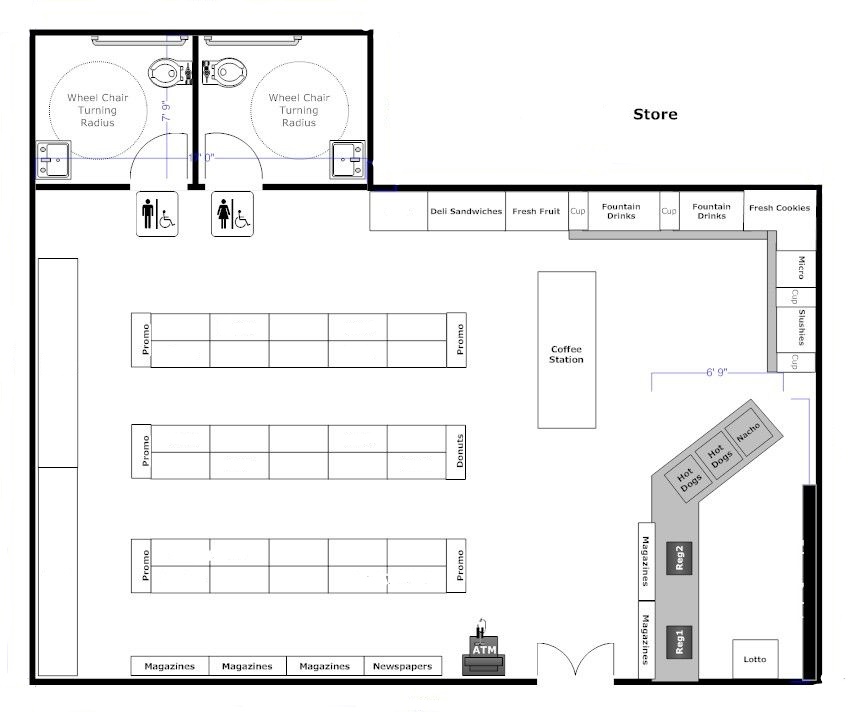 Wheel Chair
Turning
Radius
7' 9"
Wheel Chair
Turning
Radius
Store
Deli Sandwiches
Fresh Fruit
Cup
Fountain
Drinks
Cup
Fountain
Drinks
Fresh Cookies
Micro
Cup
Slushies
Cup
Promo
Promo
Coffee
Station
6' 9"
Promo
Donuts
Nacho
Hot
Dogs
Hot
Dogs
Promo
Promo
Magazines
Reg2
Magazines
Reg1
ATM
Lotto
Magazines
Magazines
Magazines
Newspapers